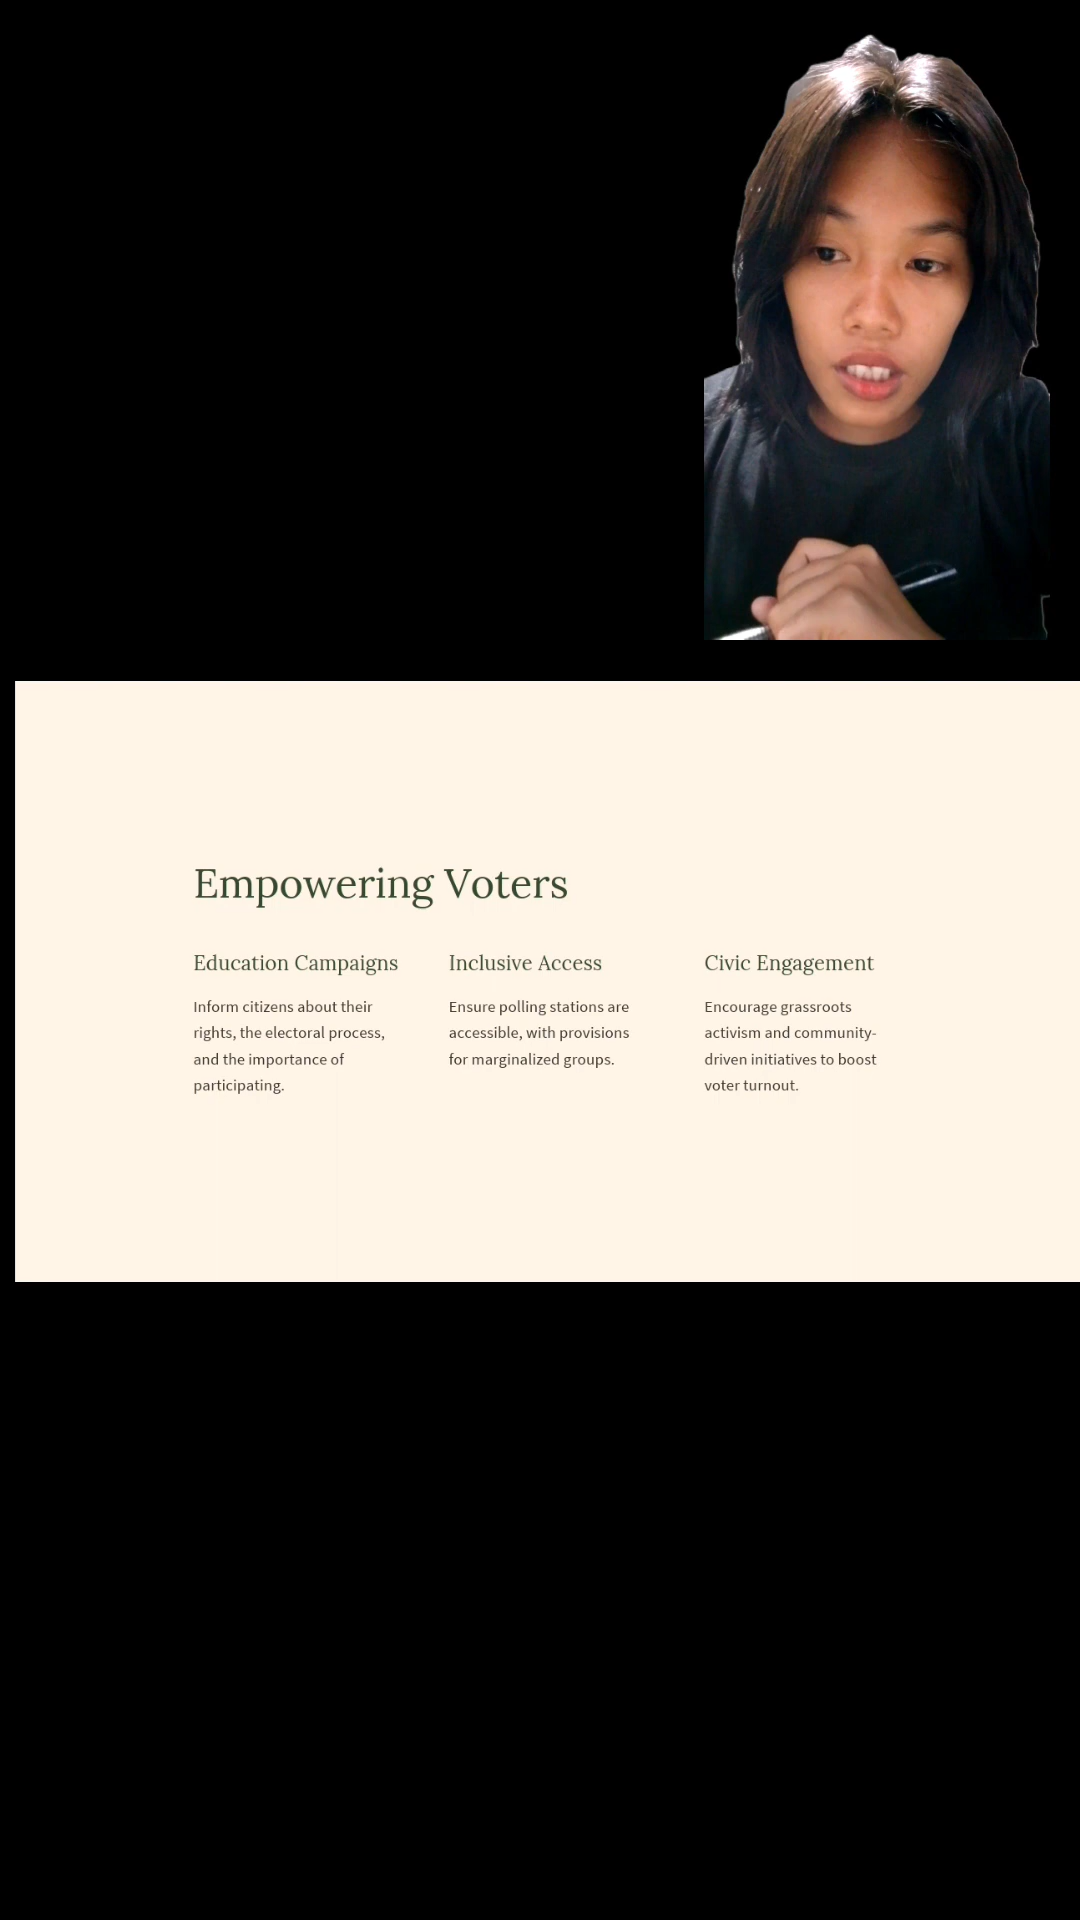 Empowering Voters
Education Campaigns
Inform citizens about their
rights, the electoral process,
and the importance of
participating.
Inclusive Access
Ensure polling stations are
accessible, with provisions
for marginalized groups.
Civic Engagement
Encourage grassroots
activism and community-
driven initiatives to boost
voter turnout.